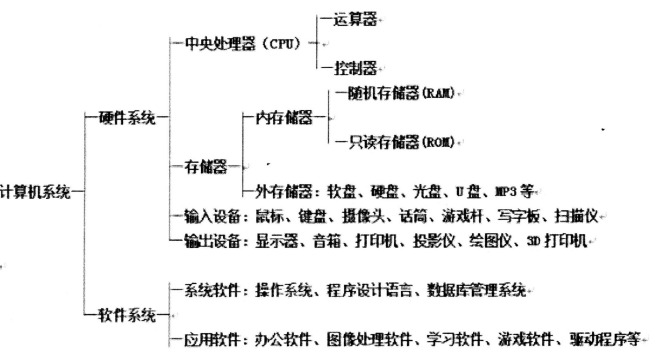 运算器
中央处理器（CPU）
控制器
随机存储器(RAM)
硬件系统
内存储器
只读存储器(ROM)
存储器
计算机系统
外存储器：软盘、硬盘、光盘、U盘、MP3等
输入设备：鼠标、键盘、摄像头、话筒、游戏杆、写字板、扫描仪
输出设备：显示器、音箱、打印机、投影仪、绘图仪、3D打印机
系统软件：操作系统、程序设计语言、数据库管理系统
软件系统
应用软件：办公软件、图像处理软件、学习软件、游戏软件、驱动程序等